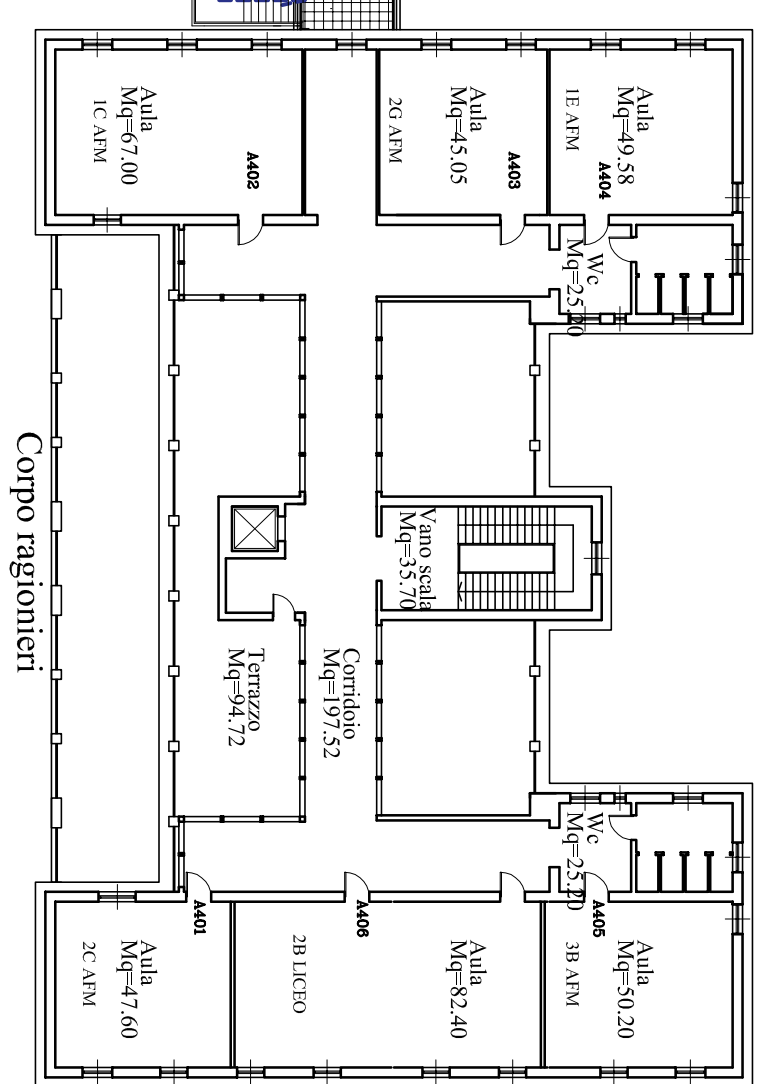 Aula
Mq=49.58
1E AFM
A404
Aula
Mq=45.05
2G AFM
A403
Aula
Mq=67.00
1C AFM
A402
Wc
Mq=25.20
Vano scala
Mq=35.70
Corridoio
Mq=197.52
Terrazzo
Mq=94.72
Corpo ragionieri
Wc
Mq=25.20
Aula
Mq=50.20
3B AFM
A405
Aula
Mq=82.40
2B LICEO
A406
Aula
Mq=47.60
2C AFM
A401